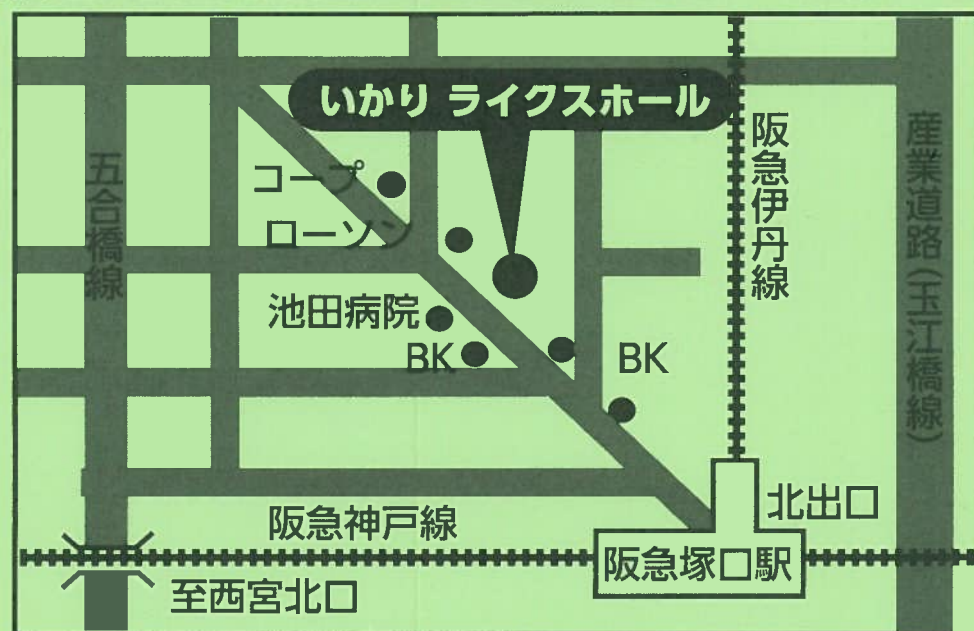 いかり ライクスホール
コープ
ローソン
池田病院
BK
BK
五合橋線
阪急伊丹線
産業道路(玉江橋線)
北出口
阪急神戸線
阪急塚口駅
至西宮北口